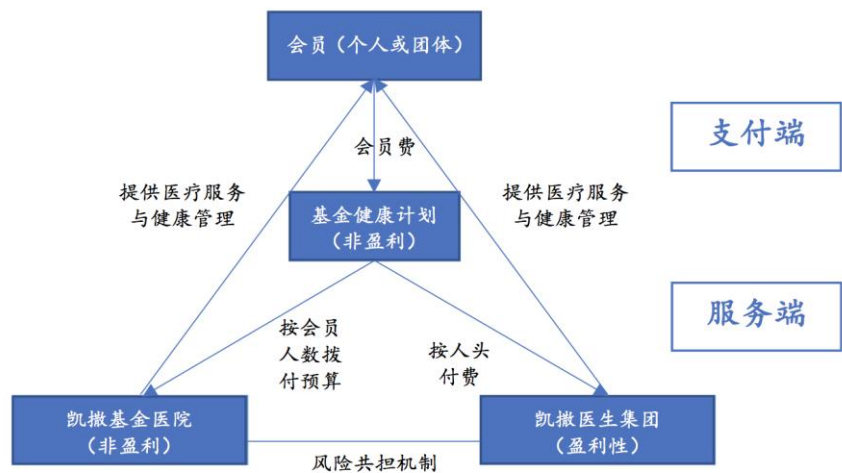 会员（个人或团体）
支付端
会员费
提供医疗服务
与健康管理
提供医疗服务
与健康管理
基金健康计划
（非盈利）
服务端
按会员
人数拨
付预算
按人头
付费
凯撒基金医院
（非盈利）
凯撒医生集团
（盈利性）
风险共担机制